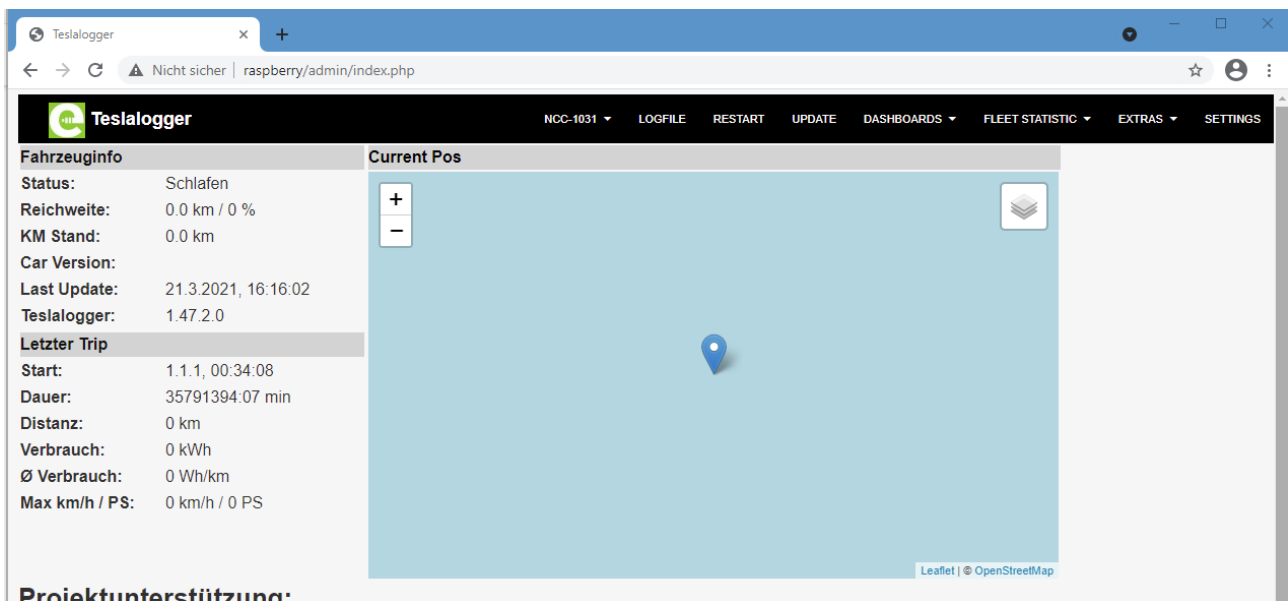 Teslalogger
Nicht sicher | raspberry/admin/index.php
Teslalogger
NCC-1031 LOGFILE RESTART UPDATE DASHBOARDS FLEET STATISTIC EXTRAS SETTINGS
Fahrzeuginfo
Status: Schlafen
Reichweite: 0.0 km / 0 %
KM Stand: 0.0 km
Car Version:
Last Update: 21.3.2021, 16:16:02
Teslalogger: 1.47.2.0
Letzter Trip
Start: 1.1.1, 00:34:08
Dauer: 35791394:07 min
Distanz: 0 km
Verbrauch: 0 kWh
Ø Verbrauch: 0 Wh/km
Max km/h / PS: 0 km/h / 0 PS
Current Pos
+
−
Leaflet | © OpenStreetMap
Projektunterstützung: